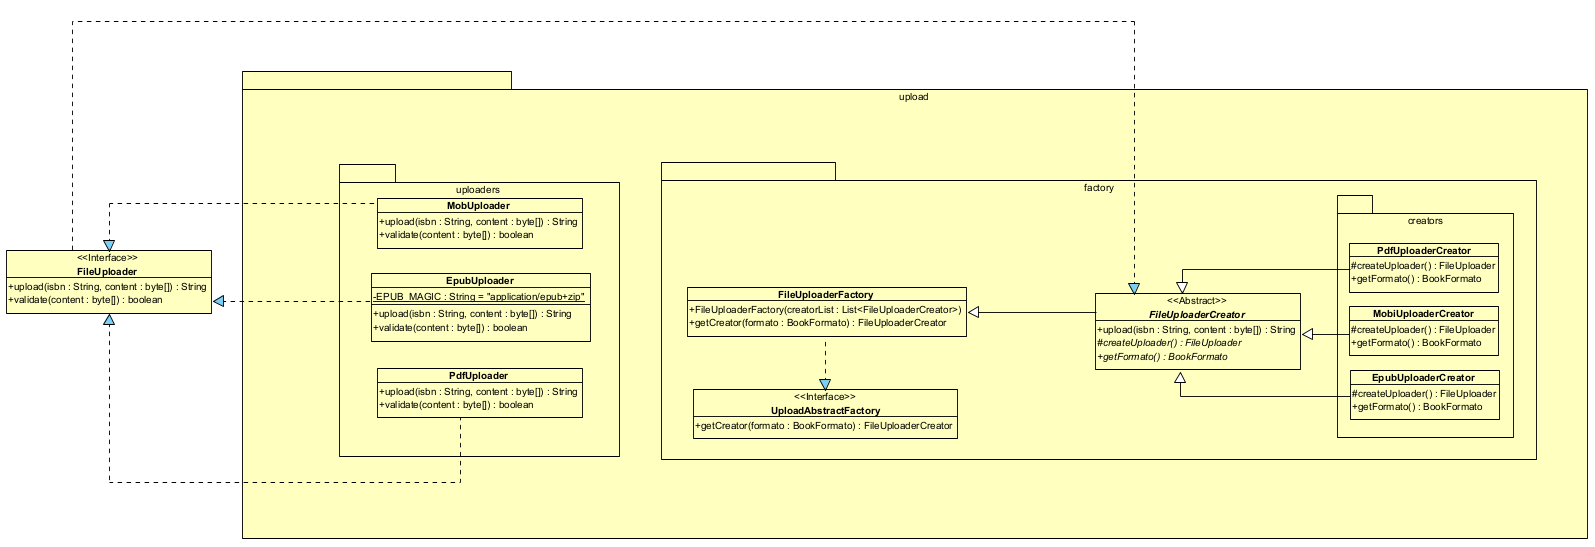 upload
uploaders
MobUploader
+upload(isbn : String, content : byte[]) : String
+validate(content : byte[]) : boolean
<<Interface>>
FileUploader
+upload(isbn : String, content : byte[]) : String
+validate(content : byte[]) : boolean
EpubUploader
-EPUB_MAGIC : String = "application/epub+zip"
+upload(isbn : String, content : byte[]) : String
+validate(content : byte[]) : boolean
PdfUploader
+upload(isbn : String, content : byte[]) : String
+validate(content : byte[]) : boolean
factory
FileUploaderFactory
+FileUploaderFactory(creatorList : List<FileUploaderCreator>)
+getCreator(formato : BookFormato) : FileUploaderCreator
<<Interface>>
UploadAbstractFactory
+getCreator(formato : BookFormato) : FileUploaderCreator
<<Abstract>>
FileUploaderCreator
+upload(isbn : String, content : byte[]) : String
#createUploader() : FileUploader
+getFormato() : BookFormato
creators
PdfUploaderCreator
#createUploader() : FileUploader
+getFormato() : BookFormato
MobiUploaderCreator
#createUploader() : FileUploader
+getFormato() : BookFormato
EpubUploaderCreator
#createUploader() : FileUploader
+getFormato() : BookFormato